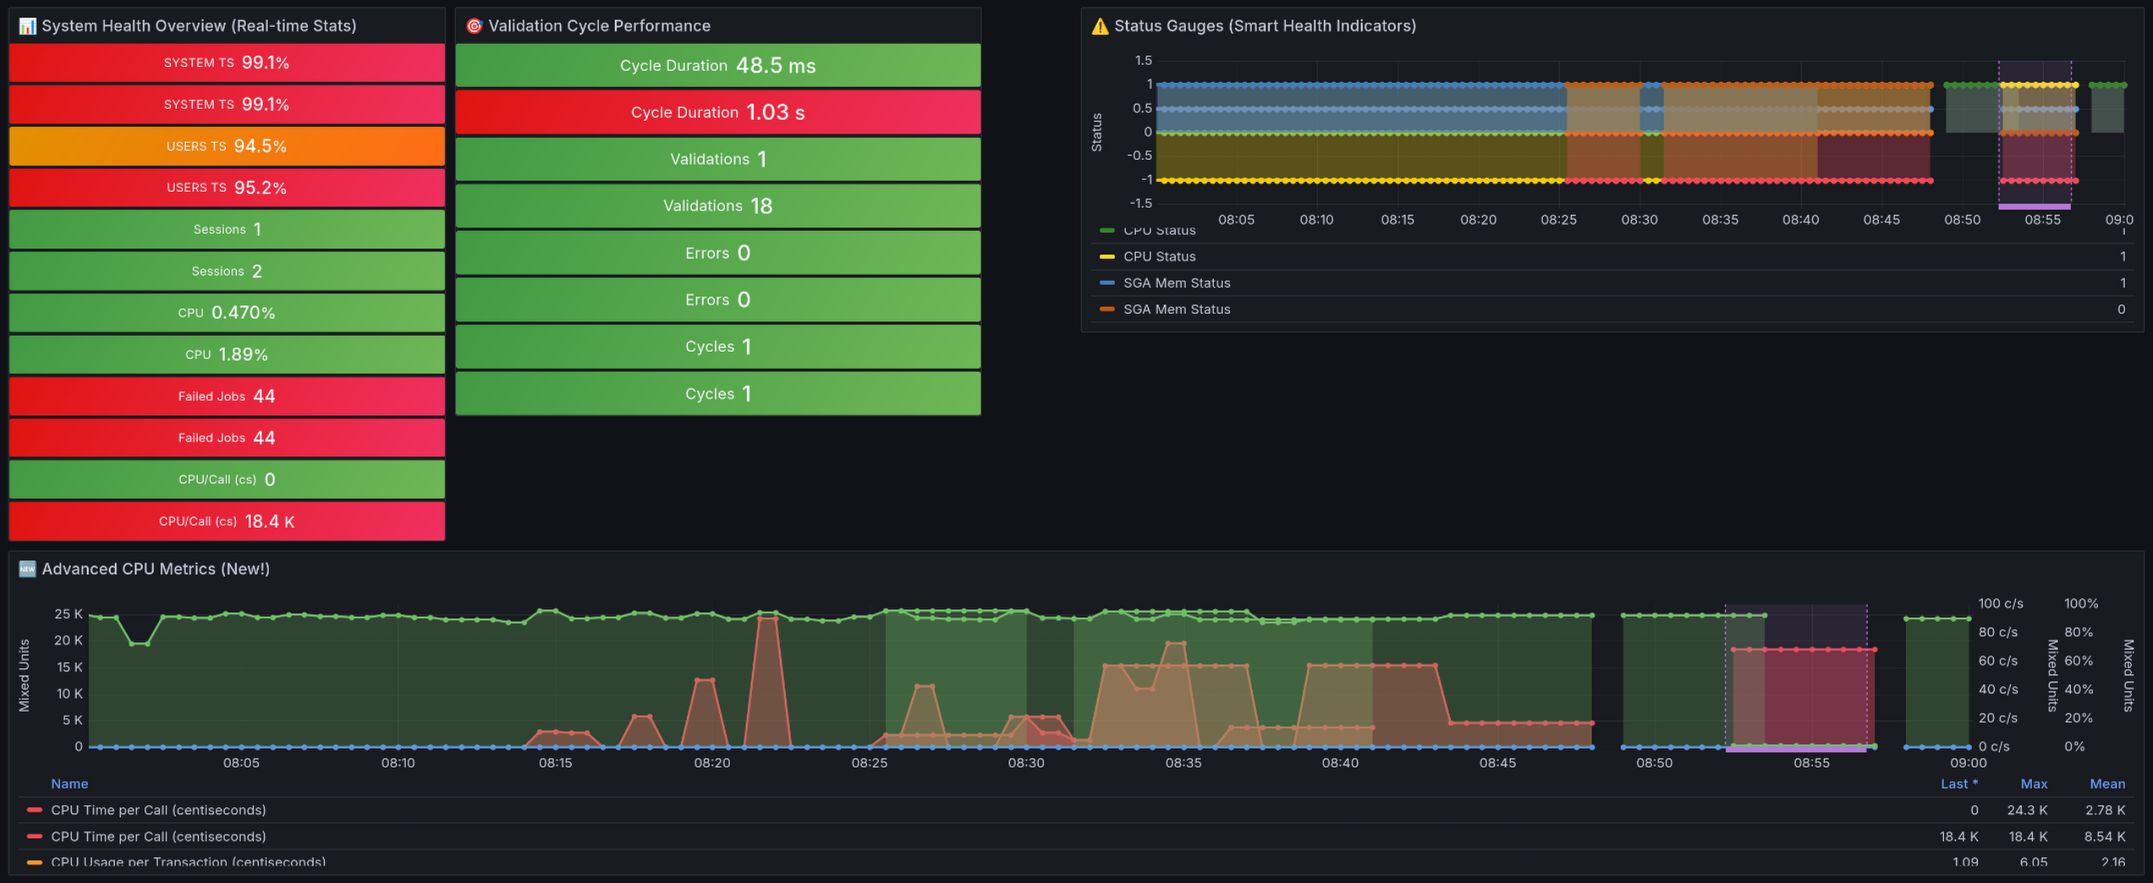 System Health Overview (Real-time Stats)
SYSTEM TS 99.1%
SYSTEM TS 99.1%
USERS TS 94.5%
USERS TS 95.2%
Sessions 1
Sessions 2
CPU 0.470%
CPU 1.89%
Failed Jobs 44
Failed Jobs 44
CPU/Call (cs) 0
CPU/Call (cs) 18.4 K
Validation Cycle Performance
Cycle Duration 48.5 ms
Cycle Duration 1.03 s
Validations 1
Validations 18
Errors 0
Errors 0
Cycles 1
Cycles 1
Status Gauges (Smart Health Indicators)
Status
1.5
1
0.5
0
-0.5
-1
-1.5
08:05 08:10 08:15 08:20 08:25 08:30 08:35 08:40 08:45 08:50 08:55 09:0
CPU Status 1
CPU Status 1
SGA Mem Status 1
SGA Mem Status 0
NEW Advanced CPU Metrics (New!)
Mixed Units
25 K
20 K
15 K
10 K
5 K
0
100 c/s 100%
80 c/s 80%
60 c/s 60%
40 c/s 40%
20 c/s 20%
0 c/s 0%
Mixed Units
Mixed Units
08:05 08:10 08:15 08:20 08:25 08:30 08:35 08:40 08:45 08:50 08:55 09:00
Name Last * Max Mean
CPU Time per Call (centiseconds) 0 24.3 K 2.78 K
CPU Time per Call (centiseconds) 18.4 K 18.4 K 8.54 K
CPU Usage per Transaction (centiseconds) 1.09 6.05 2.16